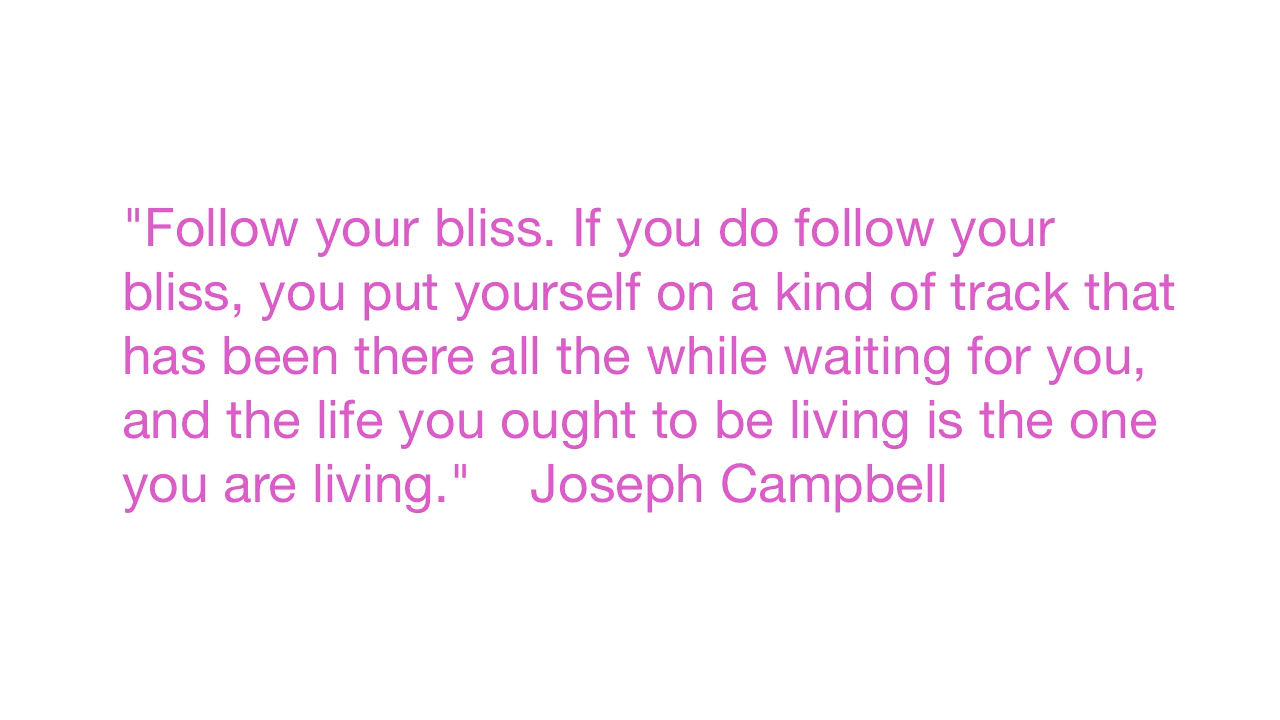 "Follow your bliss. If you do follow your
bliss, you put yourself on a kind of track that
has been there all the while waiting for you,
and the life you ought to be living is the one
you are living."    Joseph Campbell